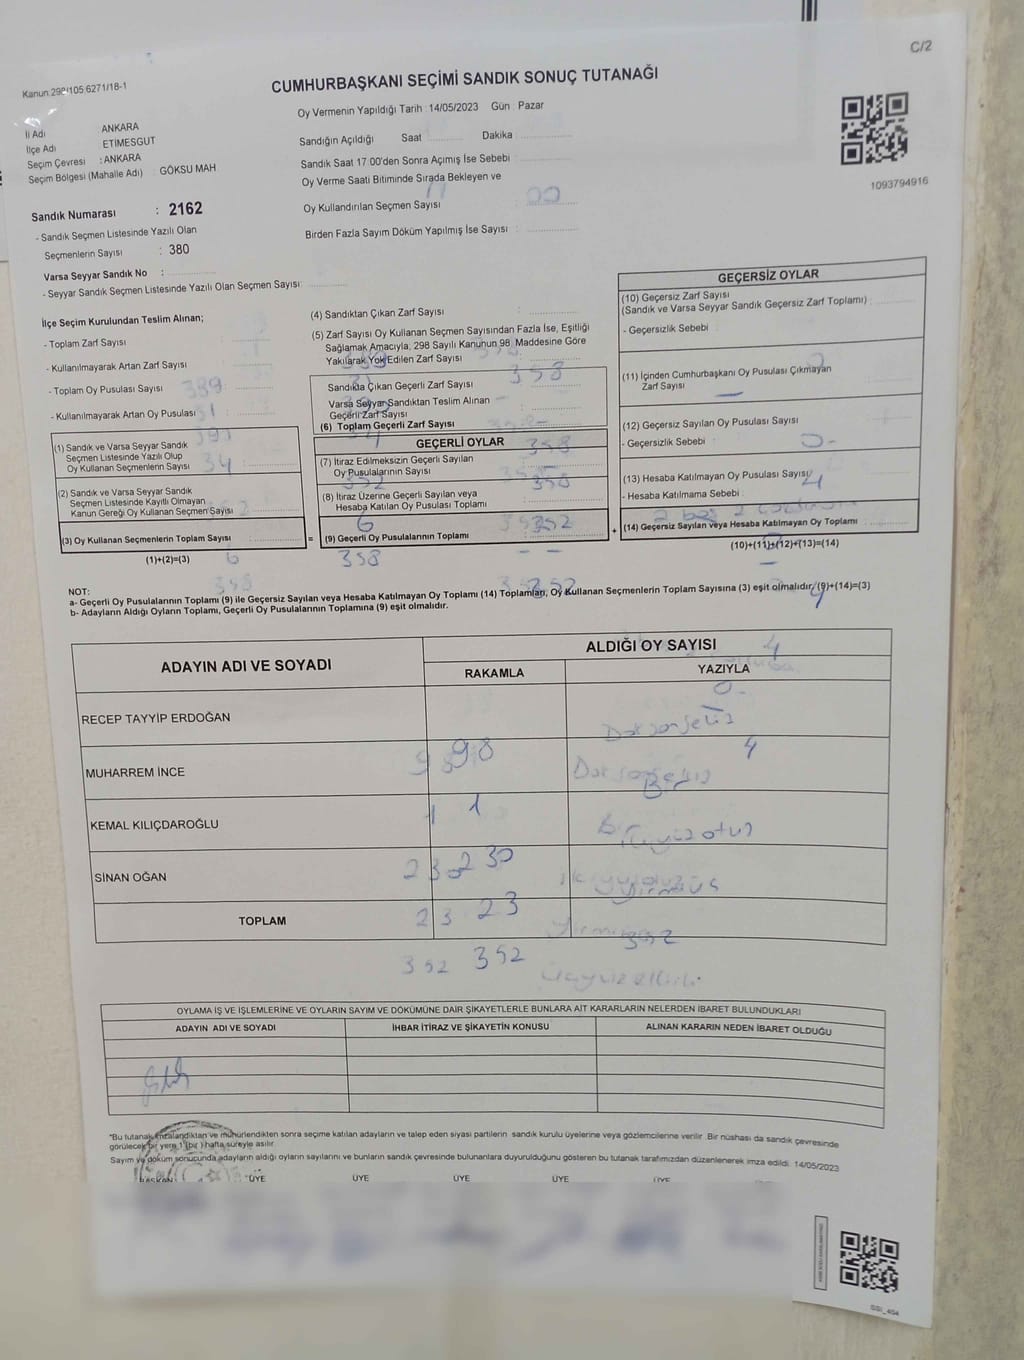 C/2
Kanun 298/105 6271/18-1
CUMHURBAŞKANI SEÇİMİ SANDIK SONUÇ TUTANAĞI
Oy Vermenin Yapıldığı Tarih : 14/05/2023 Gün : Pazar
İl Adı ANKARA
İlçe Adı ETİMESGUT
Seçim Çevresi : ANKARA
Seçim Bölgesi (Mahalle Adı) : GÖKSU MAH
Sandığın Açıldığı Saat Dakika
Sandık Saat 17 00'den Sonra Açımış İse Sebebi
Oy Verme Saati Bitiminde Sırada Bekleyen ve
Oy Kullandırılan Seçmen Sayısı
Birden Fazla Sayım Döküm Yapılmış İse Sayısı
1093794916
Sandık Numarası : 2162
- Sandık Seçmen Listesinde Yazılı Olan
Seçmenlerin Sayısı : 380
Varsa Seyyar Sandık No :
- Seyyar Sandık Seçmen Listesinde Yazılı Olan Seçmen Sayısı
İlçe Seçim Kurulundan Teslim Alınan;
- Toplam Zarf Sayısı
- Kullanılmayarak Artan Zarf Sayısı
- Toplam Oy Pusulası Sayısı
- Kullanılmayarak Artan Oy Pusulası
(1) Sandık ve Varsa Seyyar Sandık
Seçmen Listesinde Yazılı Olup
Oy Kullanan Seçmenlerin Sayısı
(2) Sandık ve Varsa Seyyar Sandık
Seçmen Listesinde Kayıtlı Olmayan
Kanun Gereği Oy Kullanan Seçmen Sayısı
(3) Oy Kullanan Seçmenlerin Toplam Sayısı
(1)+(2)=(3)
(4) Sandıktan Çıkan Zarf Sayısı
(5) Zarf Sayısı Oy Kullanan Seçmen Sayısından Fazla İse, Eşitliği
Sağlamak Amacıyla, 298 Sayılı Kanunun 98. Maddesine Göre
Yakılarak Yok Edilen Zarf Sayısı
358
Sandıkta Çıkan Geçerli Zarf Sayısı
Varsa Seyyar Sandıktan Teslim Alınan
Geçerli Zarf Sayısı
(6) Toplam Geçerli Zarf Sayısı
GEÇERLİ OYLAR 358
(7) İtiraz Edilmeksizin Geçerli Sayılan
Oy Pusulalarının Sayısı
(8) İtiraz Üzerine Geçerli Sayılan veya
Hesaba Katılan Oy Pusulası Toplamı
6 352
(9) Geçerli Oy Pusulalarının Toplamı
358
GEÇERSİZ OYLAR
(10) Geçersiz Zarf Sayısı
(Sandık ve Varsa Seyyar Sandık Geçersiz Zarf Toplamı)
- Geçersizlik Sebebi
(11) İçinden Cumhurbaşkanı Oy Pusulası Çıkmayan
Zarf Sayısı
(12) Geçersiz Sayılan Oy Pusulası Sayısı
- Geçersizlik Sebebi
(13) Hesaba Katılmayan Oy Pusulası Sayısı
- Hesaba Katılmama Sebebi
(14) Geçersiz Sayılan veya Hesaba Katılmayan Oy Toplamı
(10)+(11)+(12)+(13)=(14)
NOT:
a- Geçerli Oy Pusulalarının Toplamı (9) ile Geçersiz Sayılan veya Hesaba Katılmayan Oy Toplamı (14) Toplamları, Oy Kullanan Seçmenlerin Toplam Sayısına (3) eşit olmalıdır, (9)+(14)=(3)
b- Adayların Aldığı Oyların Toplamı, Geçerli Oy Pusulalarının Toplamına (9) eşit olmalıdır.
ADAYIN ADI VE SOYADI ALDIĞI OY SAYISI
RAKAMLA YAZIYLA
RECEP TAYYİP ERDOĞAN
98 Doksansekiz
MUHARREM İNCE
1 Bir
KEMAL KILIÇDAROĞLU
230 ikiyüzotuz
SİNAN OĞAN
23 Yirmiüç
TOPLAM
352 Üçyüzelliiki
OYLAMA İŞ VE İŞLEMLERİNE VE OYLARIN SAYIM VE DÖKÜMÜNE DAİR ŞİKAYETLERLE BUNLARA AİT KARARLARIN NELERDEN İBARET BULUNDUKLARI
ADAYIN ADI VE SOYADI İHBAR İTİRAZ VE ŞİKAYETİN KONUSU ALINAN KARARIN NEDEN İBARET OLDUĞU
*Bu tutanak imzalandıktan ve mühürlendikten sonra seçime katılan adayların ve talep eden siyasi partilerin sandık kurulu üyelerine veya gözlemcilerine verilir. Bir nüshası da sandık çevresinde
görülecek bir yere 1 (bir ) hafta süreyle asılır.
Sayım ve döküm sonucunda adayların aldığı oyların sayılarını ve bunların sandık çevresinde bulunanlara duyurulduğunu gösteren bu tutanak tarafımızdan düzenlenerek imza edildi. 14/05/2023
BAŞKAN ÜYE ÜYE ÜYE ÜYE ÜYE